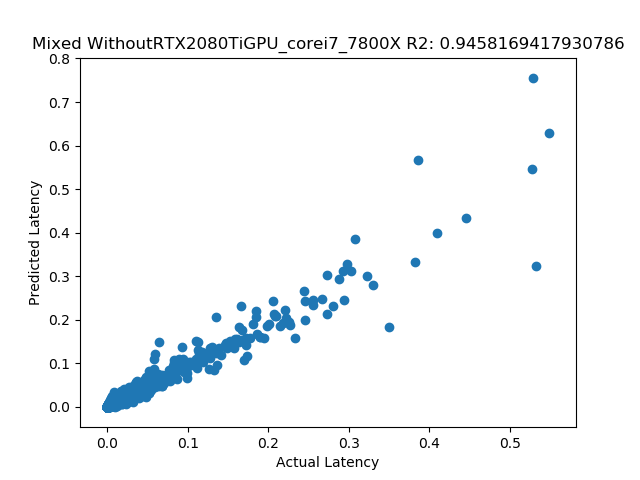 Mixed WithoutRTX2080TiGPU_corei7_7800X R2: 0.9458169417930786
0.8
0.7
0.6
0.5
0.4
0.3
0.2
0.1
0.0
Predicted Latency
0.0 0.1 0.2 0.3 0.4 0.5
Actual Latency